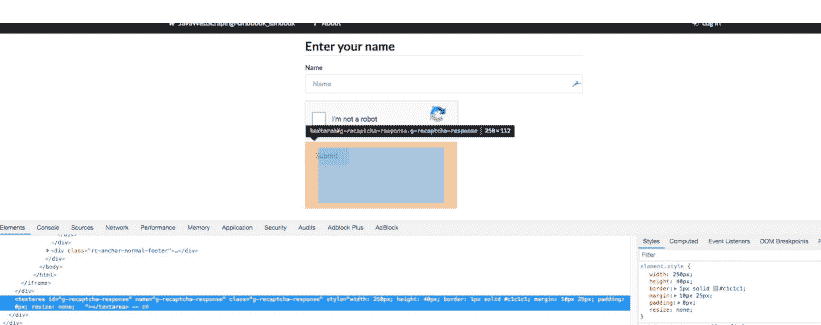 JavaWebScrapingHandbook_sandbox About Log in
Enter your name
Name
Name
I'm not a robot
textarea#g-recaptcha-response.g-recaptcha-response 250×112
Submit
Elements Console Sources Network Performance Memory Application Security Audits Adblock Plus AdBlock
</div>
</div>
<div class="rc-anchor-normal-footer">…</div>
</div>
</body>
</html>
</iframe>
</div>
<textarea id="g-recaptcha-response" name="g-recaptcha-response" class="g-recaptcha-response" style="width: 250px; height: 40px; border: 1px solid #c1c1c1; margin: 10px 25px; padding:
0px; resize: none; "></textarea> == $0
</div>
</div>
Styles Computed Event Listeners DOM Breakpoints
Filter
element.style {
width: 250px;
height: 40px;
border: 1px solid #c1c1c1;
margin: 10px 25px;
padding: 0px;
resize: none;
}